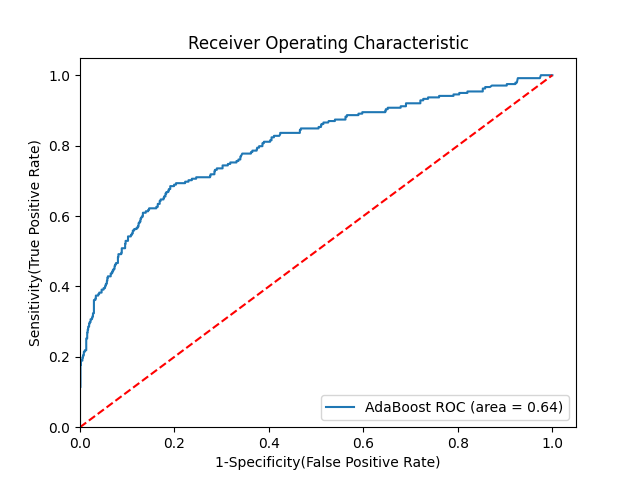 Receiver Operating Characteristic
Sensitivity(True Positive Rate)
1.0
0.8
0.6
0.4
0.2
0.0
AdaBoost ROC (area = 0.64)
0.0 0.2 0.4 0.6 0.8 1.0
1-Specificity(False Positive Rate)